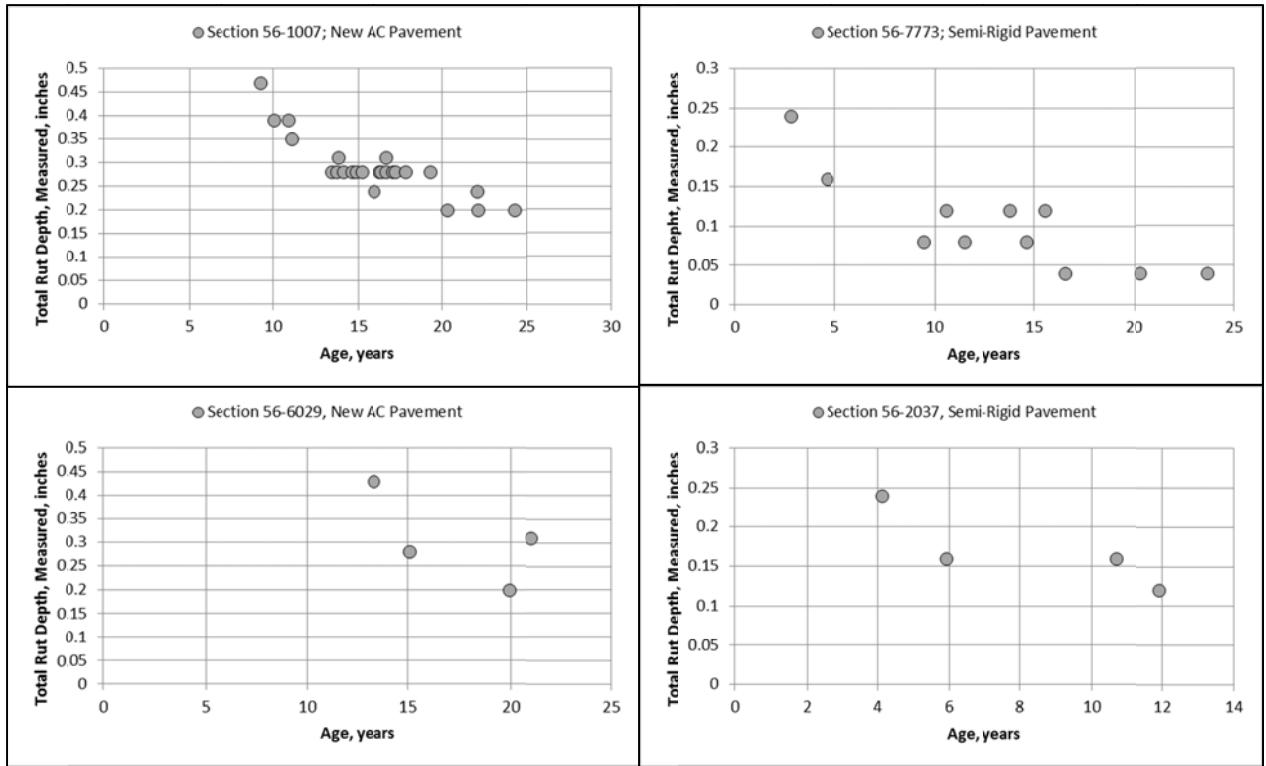 Section 56-1007; New AC Pavement
Total Rut Depth, Measured, inches
0.5
0.45
0.4
0.35
0.3
0.25
0.2
0.15
0.1
0.05
0
0 5 10 15 20 25 30
Age, years
Section 56-7773; Semi-Rigid Pavement
Total Rut Depht, Measured, inches
0.3
0.25
0.2
0.15
0.1
0.05
0
0 5 10 15 20 25
Age, years
Section 56-6029, New AC Pavement
Total Rut Depth, Measured, inches
0.5
0.45
0.4
0.35
0.3
0.25
0.2
0.15
0.1
0.05
0
0 5 10 15 20 25
Age, years
Section 56-2037, Semi-Rigid Pavement
Total Rut Depth, Measured, inches
0.3
0.25
0.2
0.15
0.1
0.05
0
0 2 4 6 8 10 12 14
Age, years